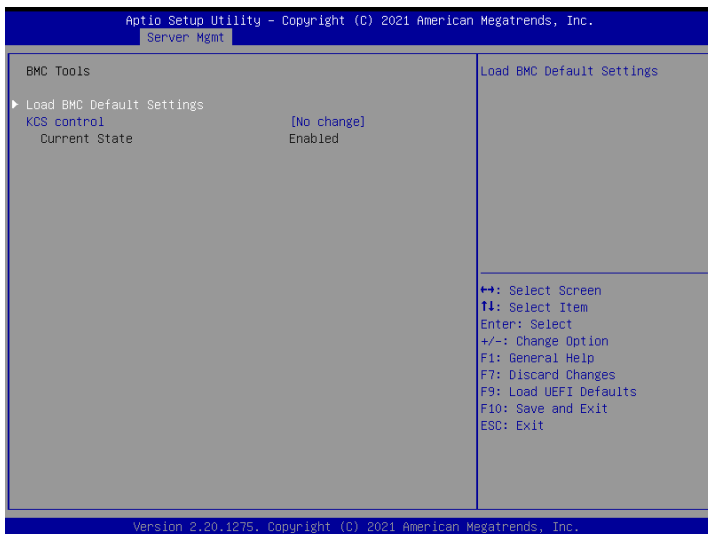 Aptio Setup Utility – Copyright (C) 2021 American Megatrends, Inc.
Server Mgmt
BMC Tools
Load BMC Default Settings
▶ Load BMC Default Settings
KCS control [No change]
Current State Enabled
↔: Select Screen
↑↓: Select Item
Enter: Select
+/-: Change Option
F1: General Help
F7: Discard Changes
F9: Load UEFI Defaults
F10: Save and Exit
ESC: Exit
Version 2.20.1275. Copyright (C) 2021 American Megatrends, Inc.